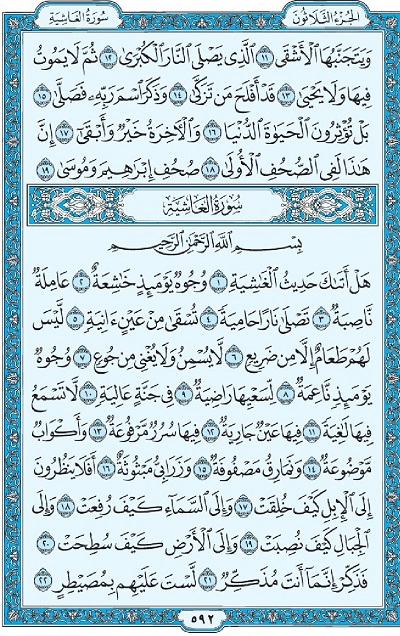 الجُزْءُ الثَّلَاثُونَ
سُورَةُ الغَاشِيَةِ
وَيَتَجَنَّبُهَا ٱلْأَشْقَى ١١ ٱلَّذِى يَصْلَى ٱلنَّارَ ٱلْكُبْرَىٰ ١٢ ثُمَّ لَا يَمُوتُ
فِيهَا وَلَا يَحْيَىٰ ١٣ قَدْ أَفْلَحَ مَن تَزَكَّىٰ ١٤ وَذَكَرَ ٱسْمَ رَبِّهِۦ فَصَلَّىٰ ١٥
بَلْ تُؤْثِرُونَ ٱلْحَيَوٰةَ ٱلدُّنْيَا ١٦ وَٱلْأَخِرَةُ خَيْرٌ وَأَبْقَىٰٓ ١٧ إِنَّ
هَٰذَا لَفِى ٱلصُّحُفِ ٱلْأُولَىٰ ١٨ صُحُفِ إِبْرَٰهِيمَ وَمُوسَىٰ ١٩
سُورَةُ الغَاشِيَةِ
بِسْمِ ٱللَّهِ ٱلرَّحْمَٰنِ ٱلرَّحِيمِ
هَلْ أَتَىٰكَ حَدِيثُ ٱلْغَٰشِيَةِ ١ وُجُوهٌ يَوْمَئِذٍ خَٰشِعَةٌ ٢ عَامِلَةٌ
نَّاصِبَةٌ ٣ تَصْلَىٰ نَارًا حَامِيَةً ٤ تُسْقَىٰ مِنْ عَيْنٍ ءَانِيَةٍ ٥ لَّيْسَ
لَهُمْ طَعَامٌ إِلَّا مِن ضَرِيعٍ ٦ لَّا يُسْمِنُ وَلَا يُغْنِى مِن جُوعٍ ٧ وُجُوهٌ
يَوْمَئِذٍ نَّاعِمَةٌ ٨ لِّسَعْيِهَا رَاضِيَةٌ ٩ فِى جَنَّةٍ عَالِيَةٍ ١٠ لَّا تَسْمَعُ
فِيهَا لَٰغِيَةً ١١ فِيهَا عَيْنٌ جَارِيَةٌ ١٢ فِيهَا سُرُرٌ مَّرْفُوعَةٌ ١٣ وَأَكْوَابٌ
مَّوْضُوعَةٌ ١٤ وَنَمَارِقُ مَصْفُوفَةٌ ١٥ وَزَرَابِىُّ مَبْثُوثَةٌ ١٦ أَفَلَا يَنظُرُونَ
إِلَى ٱلْإِبِلِ كَيْفَ خُلِقَتْ ١٧ وَإِلَى ٱلسَّمَآءِ كَيْفَ رُفِعَتْ ١٨ وَإِلَى
ٱلْجِبَالِ كَيْفَ نُصِبَتْ ١٩ وَإِلَى ٱلْأَرْضِ كَيْفَ سُطِحَتْ ٢٠
فَذَكِّرْ إِنَّمَآ أَنتَ مُذَكِّرٌ ٢١ لَّسْتَ عَلَيْهِم بِمُصَيْطِرٍ ٢٢
٥٩٢